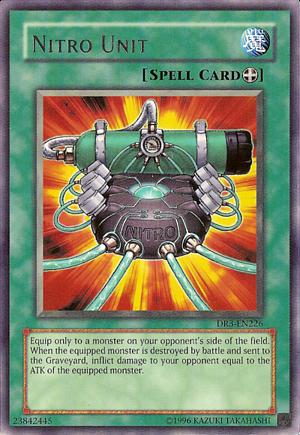 NITRO UNIT
魔
[SPELL CARD]
NITRO
DR3-EN226
Equip only to a monster on your opponent's side of the field.
When the equipped monster is destroyed by battle and sent to
the Graveyard, inflict damage to your opponent equal to the
ATK of the equipped monster.
23842445 ©1996 KAZUKI TAKAHASHI